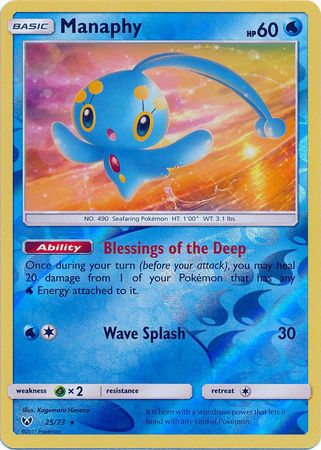 BASIC Manaphy HP60
NO. 490 Seafaring Pokémon HT: 1'00" WT: 3.1 lbs.
Ability Blessings of the Deep
Once during your turn (before your attack), you may heal
20 damage from 1 of your Pokémon that has any
Energy attached to it.
Wave Splash 30
weakness ×2 resistance retreat
Illus. Kagemaru Himeno
25/73 ★
©2017 Pokémon
It is born with a wondrous power that lets it
bond with any kind of Pokémon.